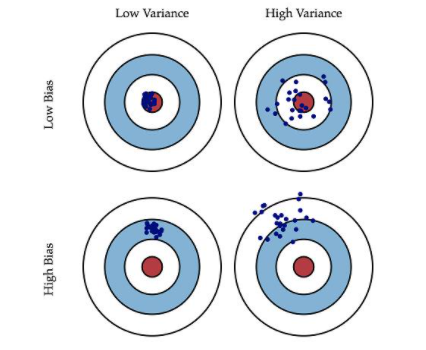 Low Variance
High Variance
Low Bias
High Bias